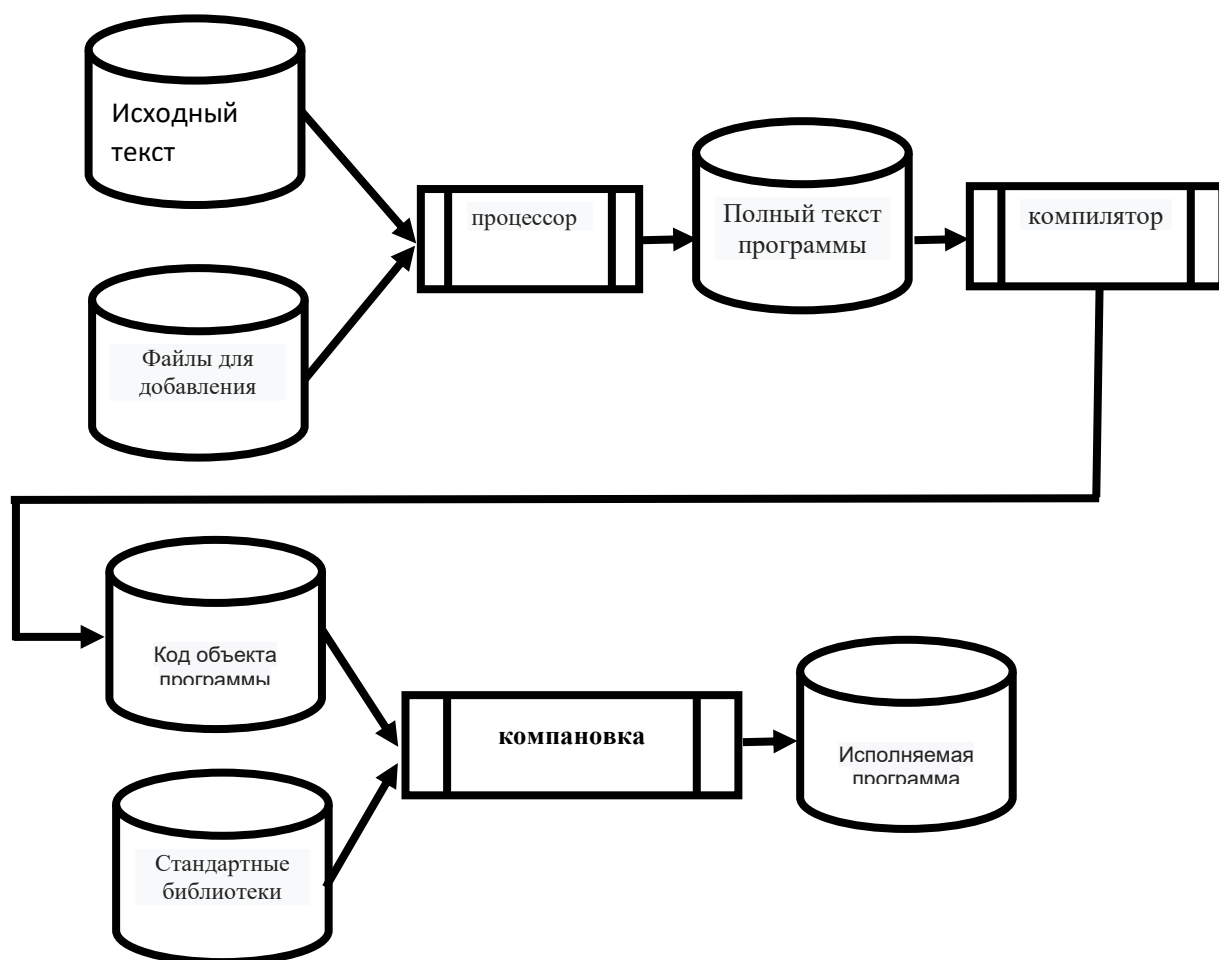 Исходный
текст
процессор
Полный текст
программы
компилятор
Файлы для
добавления
Код объекта
программы
компановка
Исполняемая
программа
Стандартные
библиотеки